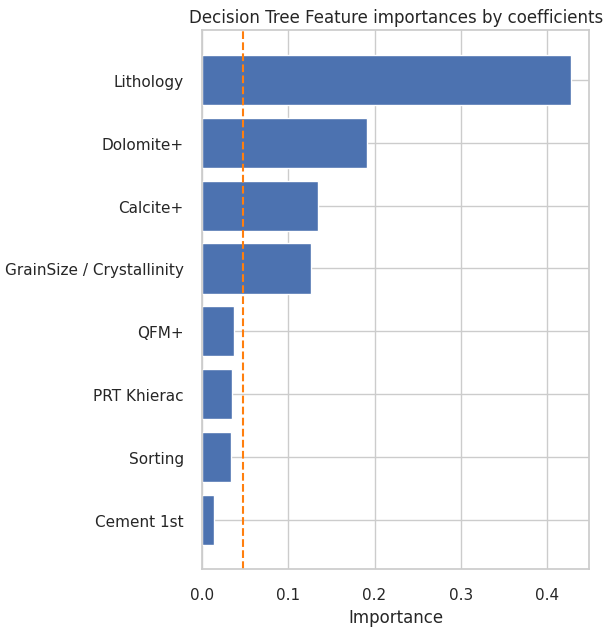 Decision Tree Feature importances by coefficients
Lithology
Dolomite+
Calcite+
GrainSize / Crystallinity
QFM+
PRT Khierac
Sorting
Cement 1st
0.0 0.1 0.2 0.3 0.4
Importance